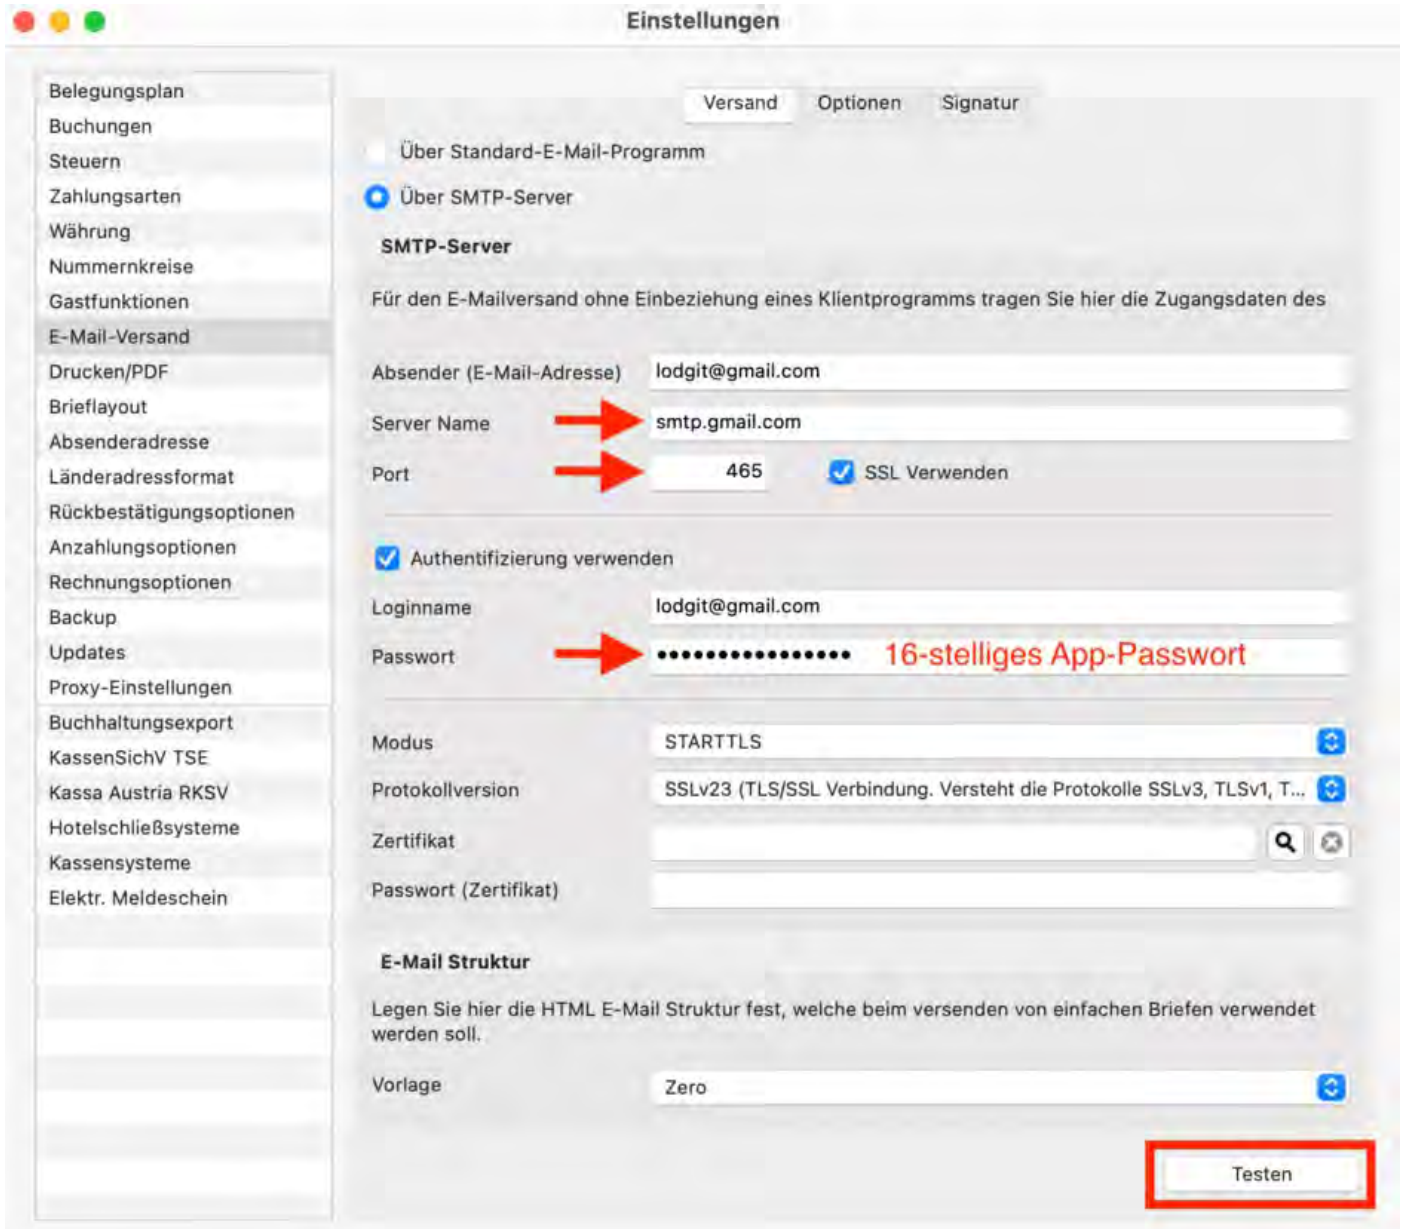 Einstellungen
Belegungsplan
Buchungen
Steuern
Zahlungsarten
Währung
Nummernkreise
Gastfunktionen
E-Mail-Versand
Drucken/PDF
Brieflayout
Absenderadresse
Länderadressformat
Rückbestätigungsoptionen
Anzahlungsoptionen
Rechnungsoptionen
Backup
Updates
Proxy-Einstellungen
Buchhaltungsexport
KassenSichV TSE
Kassa Austria RKSV
Hotelschließsysteme
Kassensysteme
Elektr. Meldeschein
Versand Optionen Signatur
Über Standard-E-Mail-Programm
Über SMTP-Server
SMTP-Server
Für den E-Mailversand ohne Einbeziehung eines Klientprogramms tragen Sie hier die Zugangsdaten des
Absender (E-Mail-Adresse) lodgit@gmail.com
Server Name smtp.gmail.com
Port 465 SSL Verwenden
Authentifizierung verwenden
Loginname lodgit@gmail.com
Passwort •••••••••••••••• 16-stelliges App-Passwort
Modus STARTTLS
Protokollversion SSLv23 (TLS/SSL Verbindung. Versteht die Protokolle SSLv3, TLSv1, T...
Zertifikat
Passwort (Zertifikat)
E-Mail Struktur
Legen Sie hier die HTML E-Mail Struktur fest, welche beim versenden von einfachen Briefen verwendet
werden soll.
Vorlage Zero
Testen